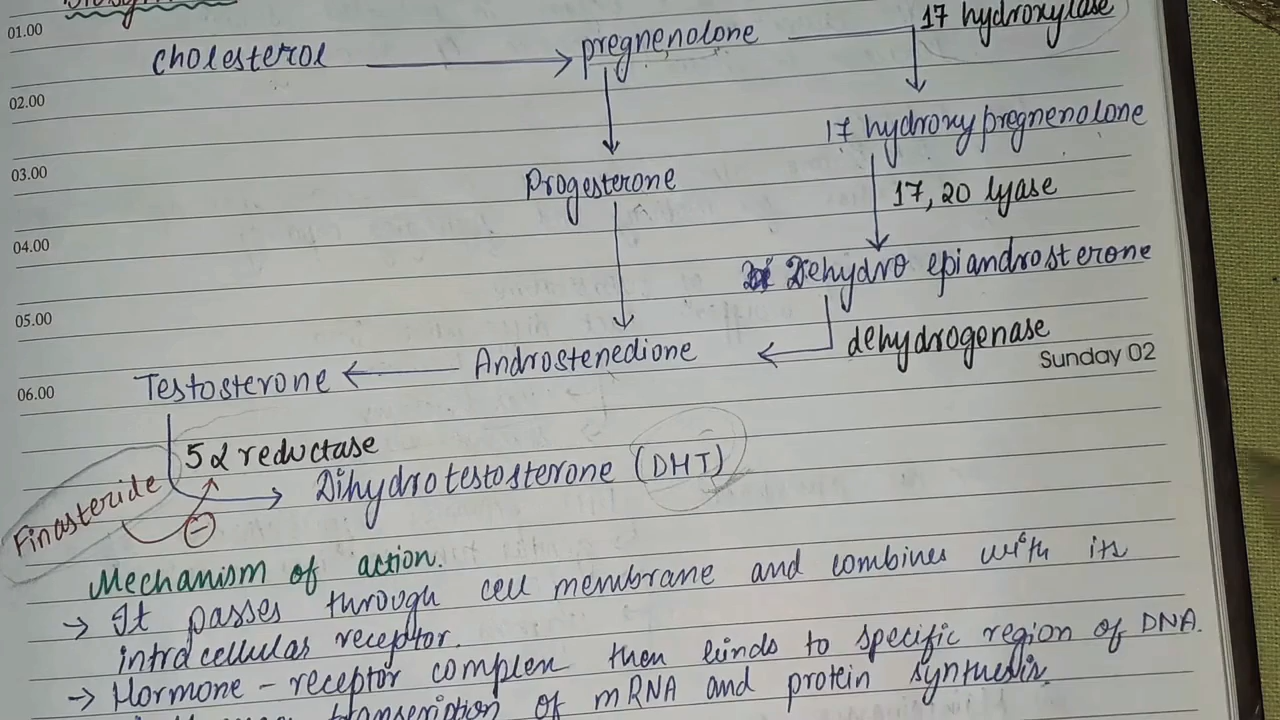 01.00
17 hydroxylase
cholesterol pregnenolone
02.00
17 hydroxy pregnenolone
03.00
Progesterone
17, 20 lyase
04.00
Dehydro epiandrosterone
05.00
dehydrogenase
Androstenedione
Sunday 02
06.00
Testosterone
5α reductase
Dihydrotestosterone (DHT)
Finasteride
Mechanism of action.
→ It passes through cell membrane and combines with its
intracellular receptor.
→ Hormone - receptor complex then binds to specific region of DNA.
transcription of mRNA and protein synthesis.